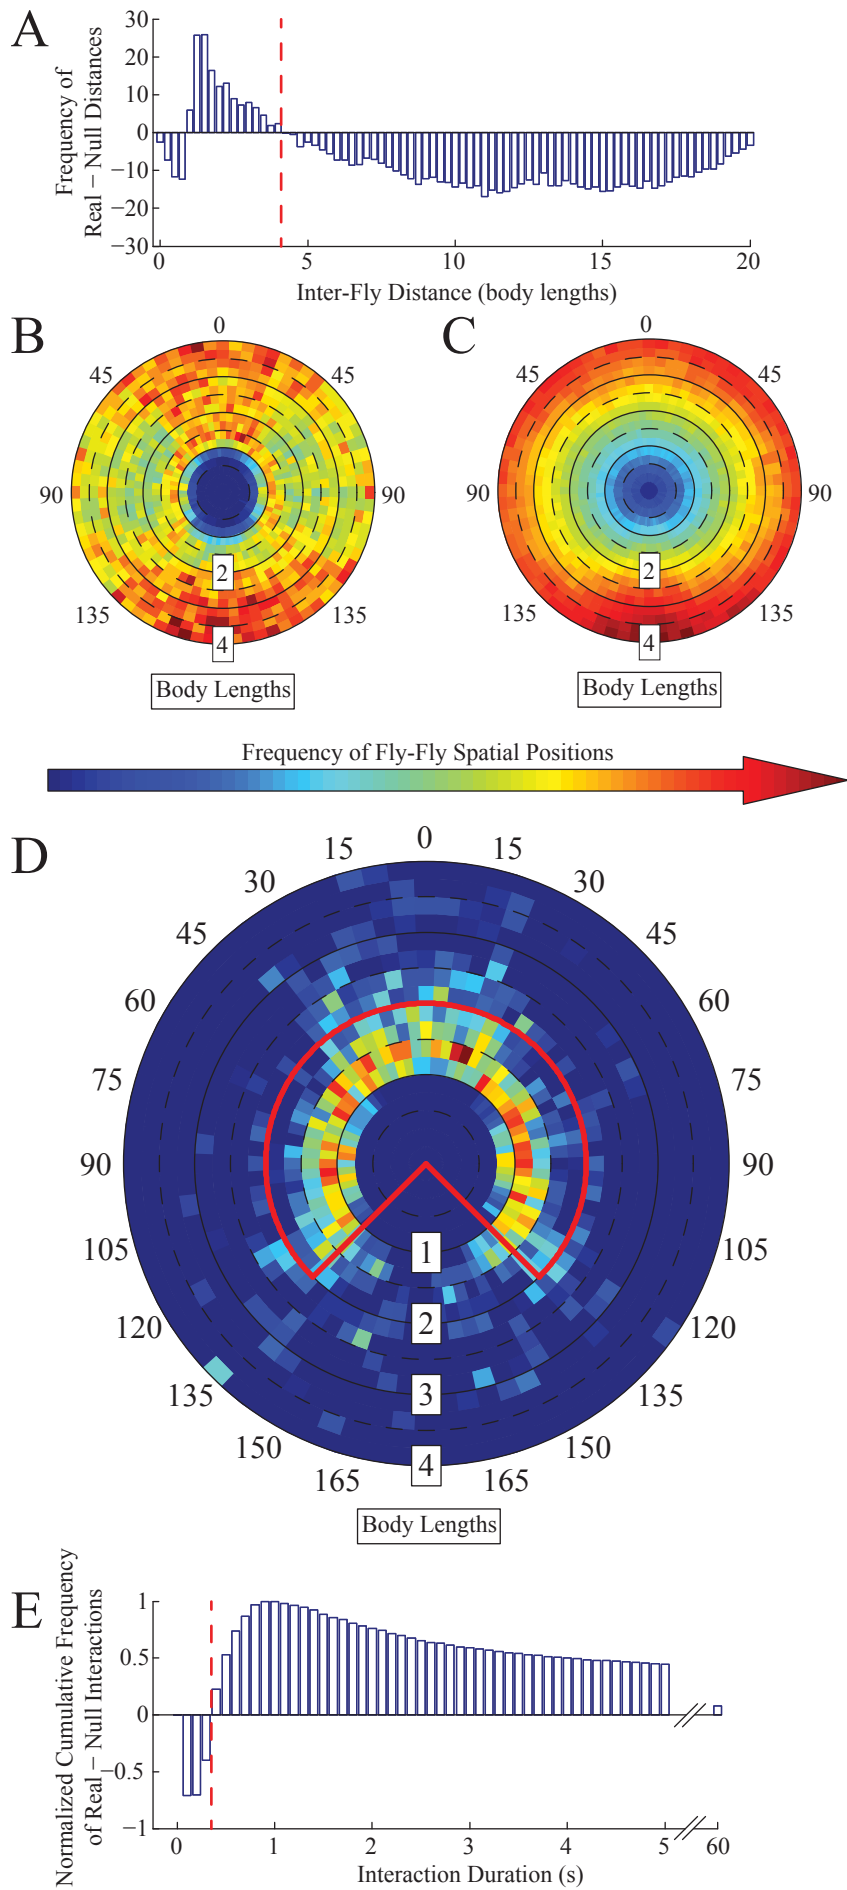 A
Frequency of
Real − Null Distances
30
20
10
0
−10
−20
−30
0 5 10 15 20
Inter-Fly Distance (body lengths)
B
0
45 45
90 90
135 135
2
4
Body Lengths
C
0
45 45
90 90
135 135
2
4
Body Lengths
Frequency of Fly-Fly Spatial Positions
D
0
15 15
30 30
45 45
60 60
75 75
90 90
105 105
120 120
135 135
150 150
165 165
1
2
3
4
Body Lengths
E
Normalized Cumulative Frequency
of Real − Null Interactions
1
0.5
0
−0.5
−1
0 1 2 3 4 5 60
Interaction Duration (s)